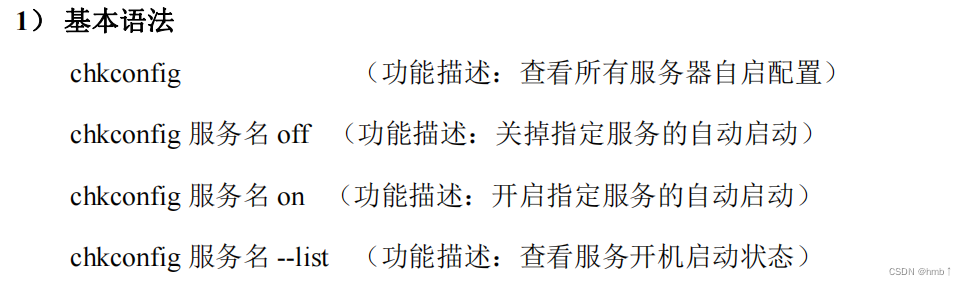 1） 基本语法
chkconfig （功能描述：查看所有服务器自启配置）
chkconfig 服务名 off （功能描述：关掉指定服务的自动启动）
chkconfig 服务名 on （功能描述：开启指定服务的自动启动）
chkconfig 服务名 --list （功能描述：查看服务开机启动状态）
CSDN @hmb↑